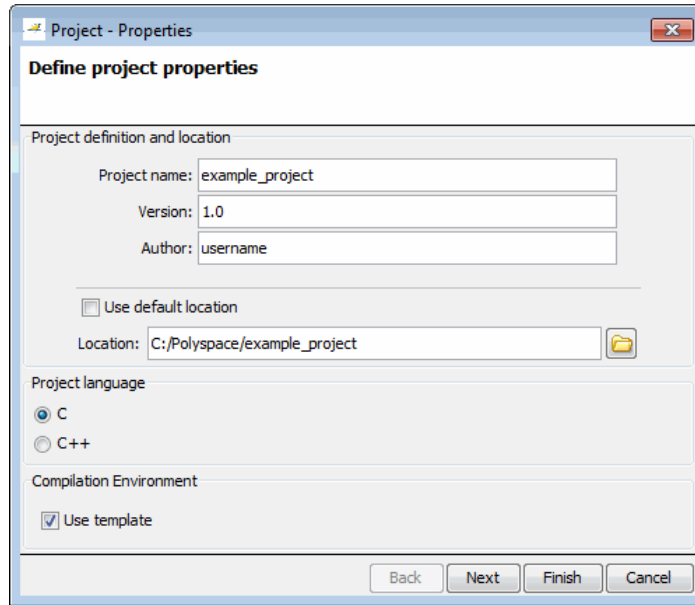 Project - Properties
Define project properties
Project definition and location
Project name: example_project
Version: 1.0
Author: username
Use default location
Location: C:/Polyspace/example_project
Project language
C
C++
Compilation Environment
Use template
Back Next Finish Cancel